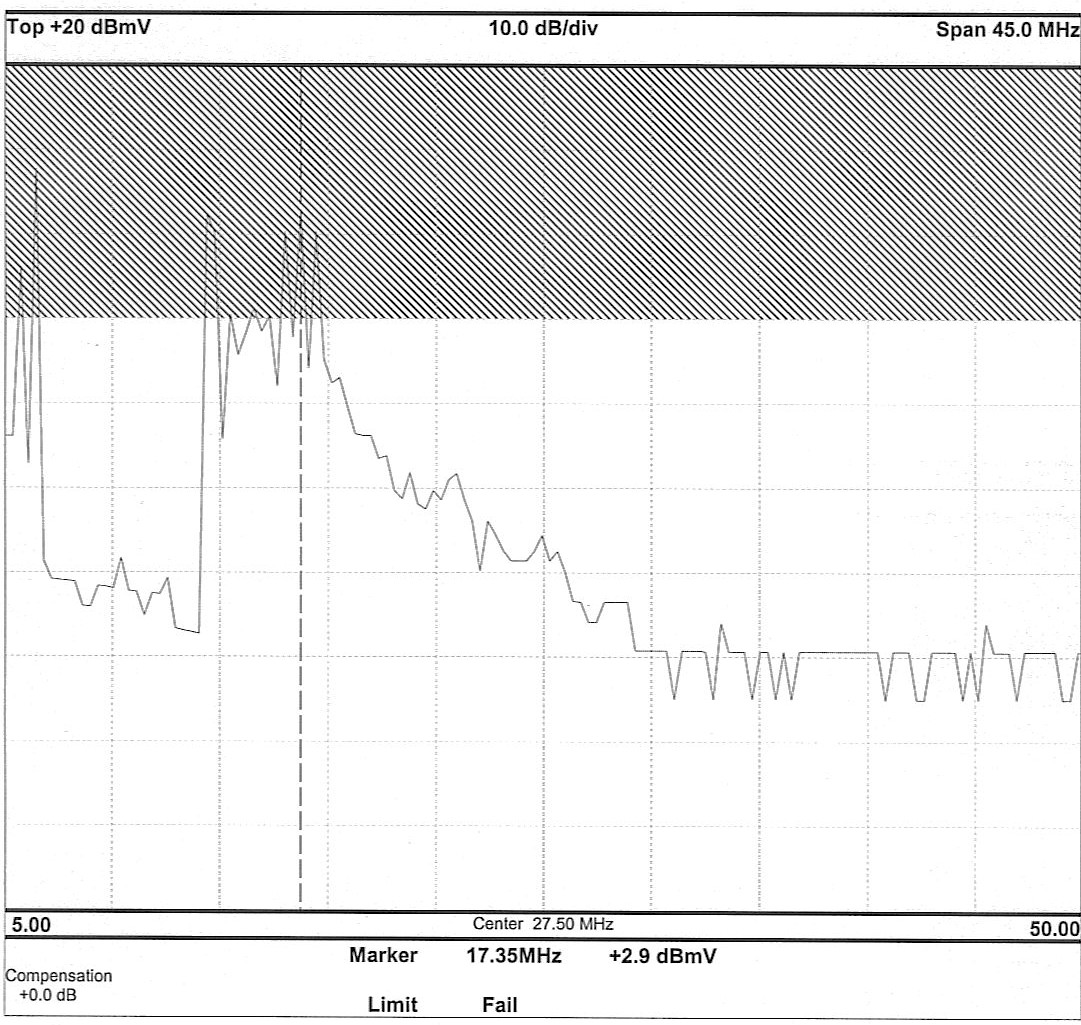 Top +20 dBmV 10.0 dB/div Span 45.0 MHz
5.00 Center 27.50 MHz 50.00
Marker 17.35MHz +2.9 dBmV
Compensation
+0.0 dB
Limit Fail